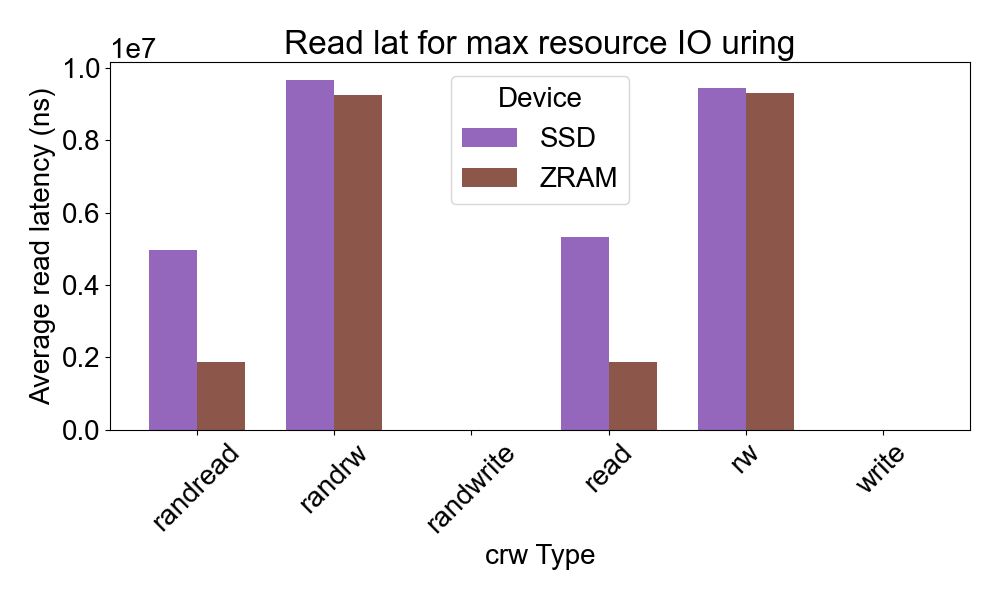 Read lat for max resource IO uring
1e7
1.0
0.8
0.6
0.4
0.2
0.0
Average read latency (ns)
Device
SSD
ZRAM
randread
randrw
randwrite
read
rw
write
crw Type